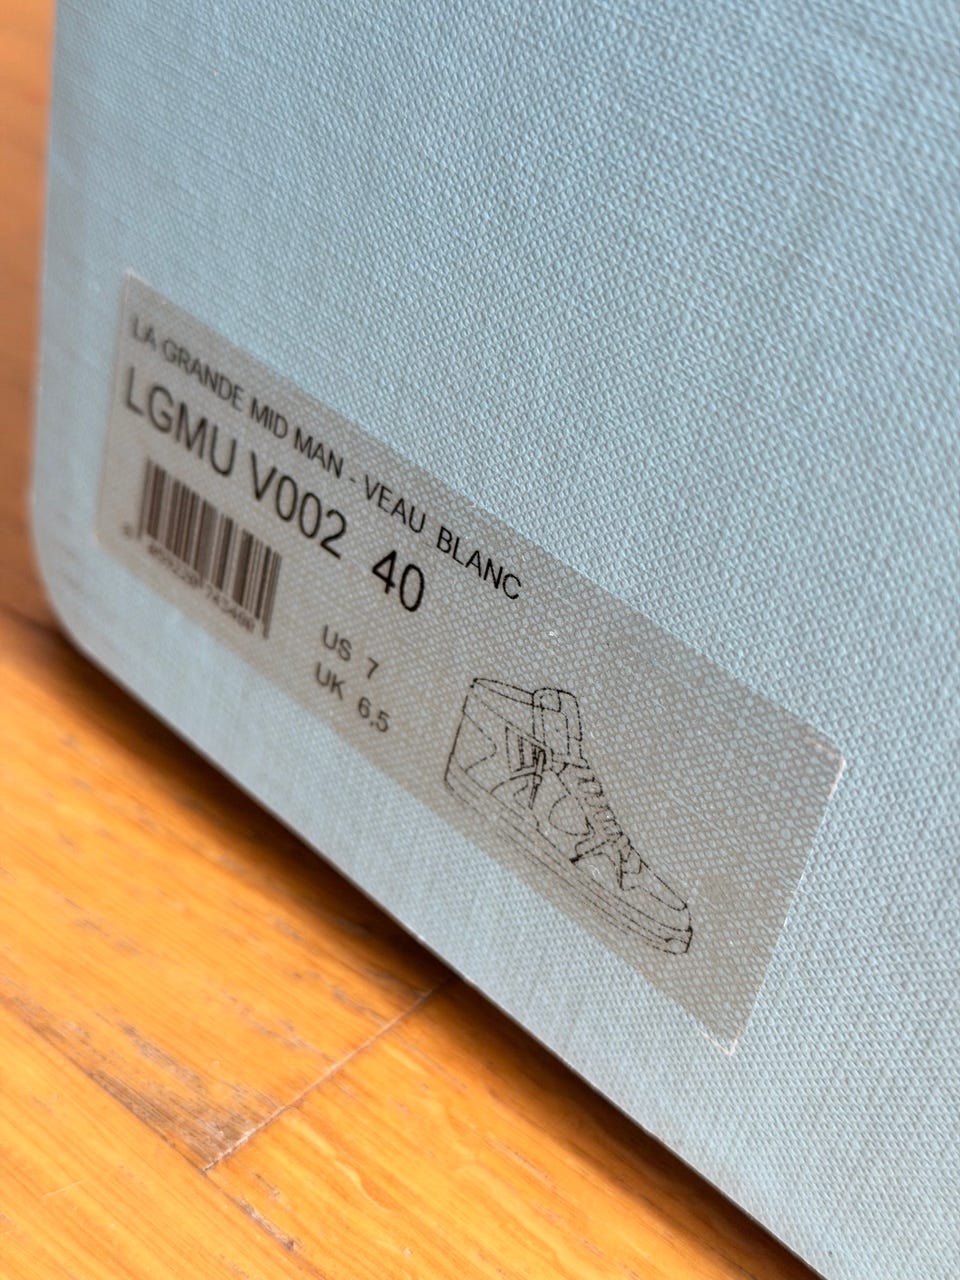 LA GRANDE MID MAN - VEAU BLANC
LGMU V002 40
US 7
UK 6,5